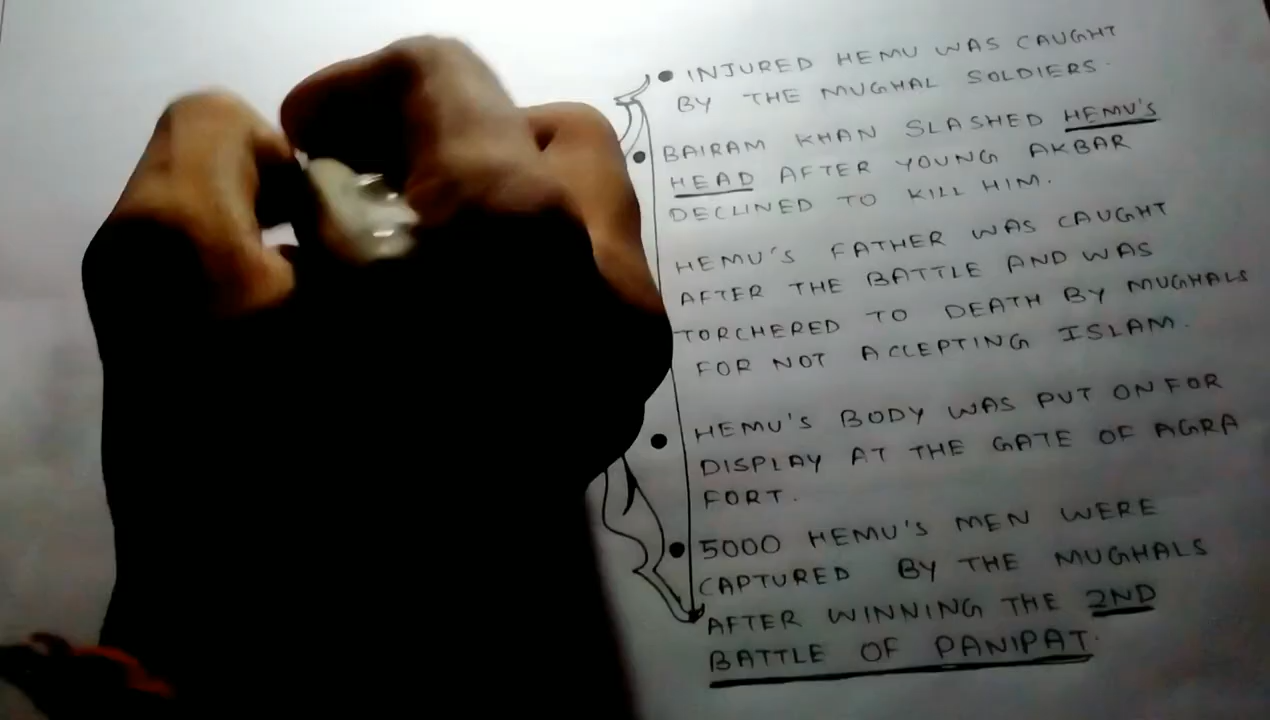 • INJURED HEMU WAS CAUGHT
BY THE MUGHAL SOLDIERS.
• BAIRAM KHAN SLASHED HEMU'S
HEAD AFTER YOUNG AKBAR
DECLINED TO KILL HIM.
HEMU'S FATHER WAS CAUGHT
AFTER THE BATTLE AND WAS
TORCHERED TO DEATH BY MUGHALS
FOR NOT ACCEPTING ISLAM.
• HEMU'S BODY WAS PUT ON FOR
DISPLAY AT THE GATE OF AGRA
FORT.
• 5000 HEMU'S MEN WERE
CAPTURED BY THE MUGHALS
AFTER WINNING THE 2ND
BATTLE OF PANIPAT.